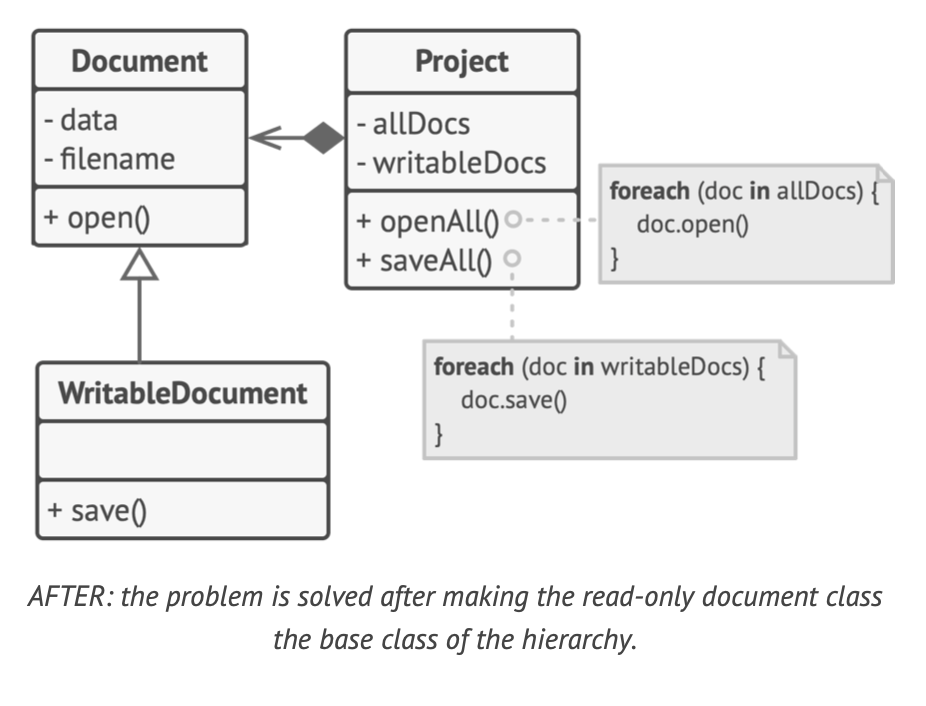 Document
- data
- filename
+ open()
Project
- allDocs
- writableDocs
+ openAll()
+ saveAll()
foreach (doc in allDocs) {
doc.open()
}
foreach (doc in writableDocs) {
doc.save()
}
WritableDocument
+ save()
AFTER: the problem is solved after making the read-only document class
the base class of the hierarchy.